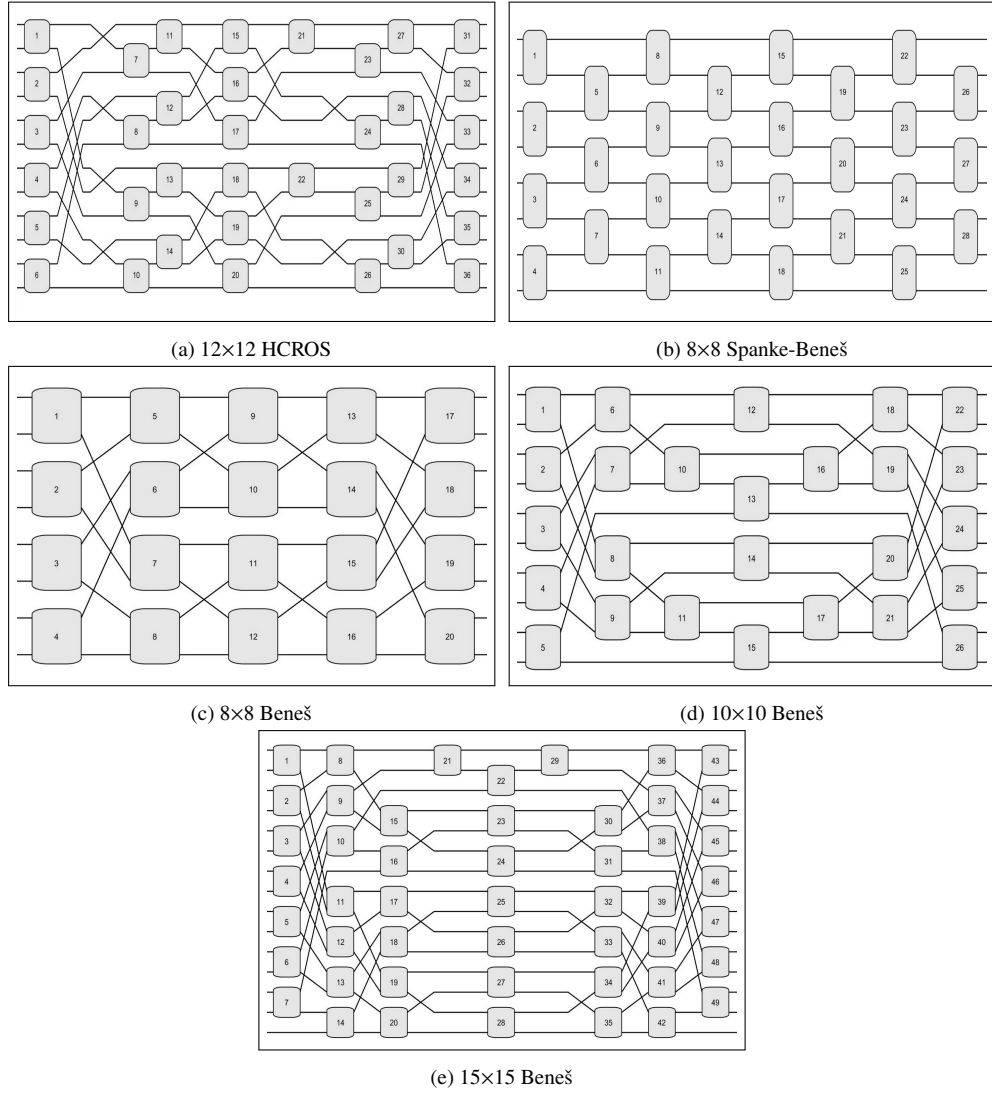 1 11 15 21 27 31
7 23
2 16 32
12 28
3 8 17 24 33
4 13 18 22 29 34
9 25
5 19 35
14 30
6 10 20 26 36
(a) 12×12 HCROS
1 8 15 22
5 12 19 26
2 9 16 23
6 13 20 27
3 10 17 24
7 14 21 28
4 11 18 25
(b) 8×8 Spanke-Beneš
1 5 9 13 17
2 6 10 14 18
3 7 11 15 19
4 8 12 16 20
(c) 8×8 Beneš
1 6 12 18 22
2 7 10 16 19 23
13
3 24
8 14 20
4 25
9 11 17 21
5 15 26
(d) 10×10 Beneš
1 8 21 29 36 43
22
2 9 37 44
15 23 30
3 10 38 45
16 24 31
4 46
11 17 25 32 39
5 47
12 18 26 33 40
6 48
13 19 27 34 41
7 49
14 20 28 35 42
(e) 15×15 Beneš